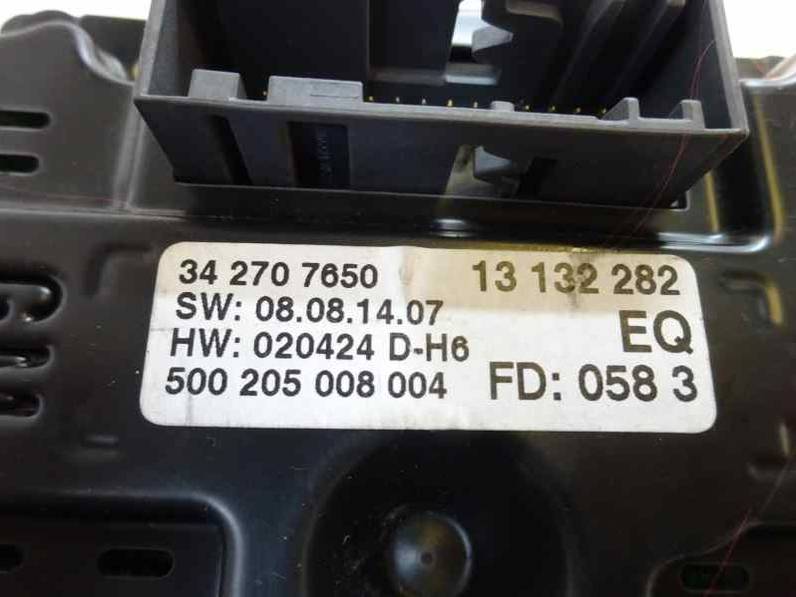 34 270 7650 13 132 282
SW: 08.08.14.07 EQ
HW: 020424 D-H6
500 205 008 004 FD: 058 3